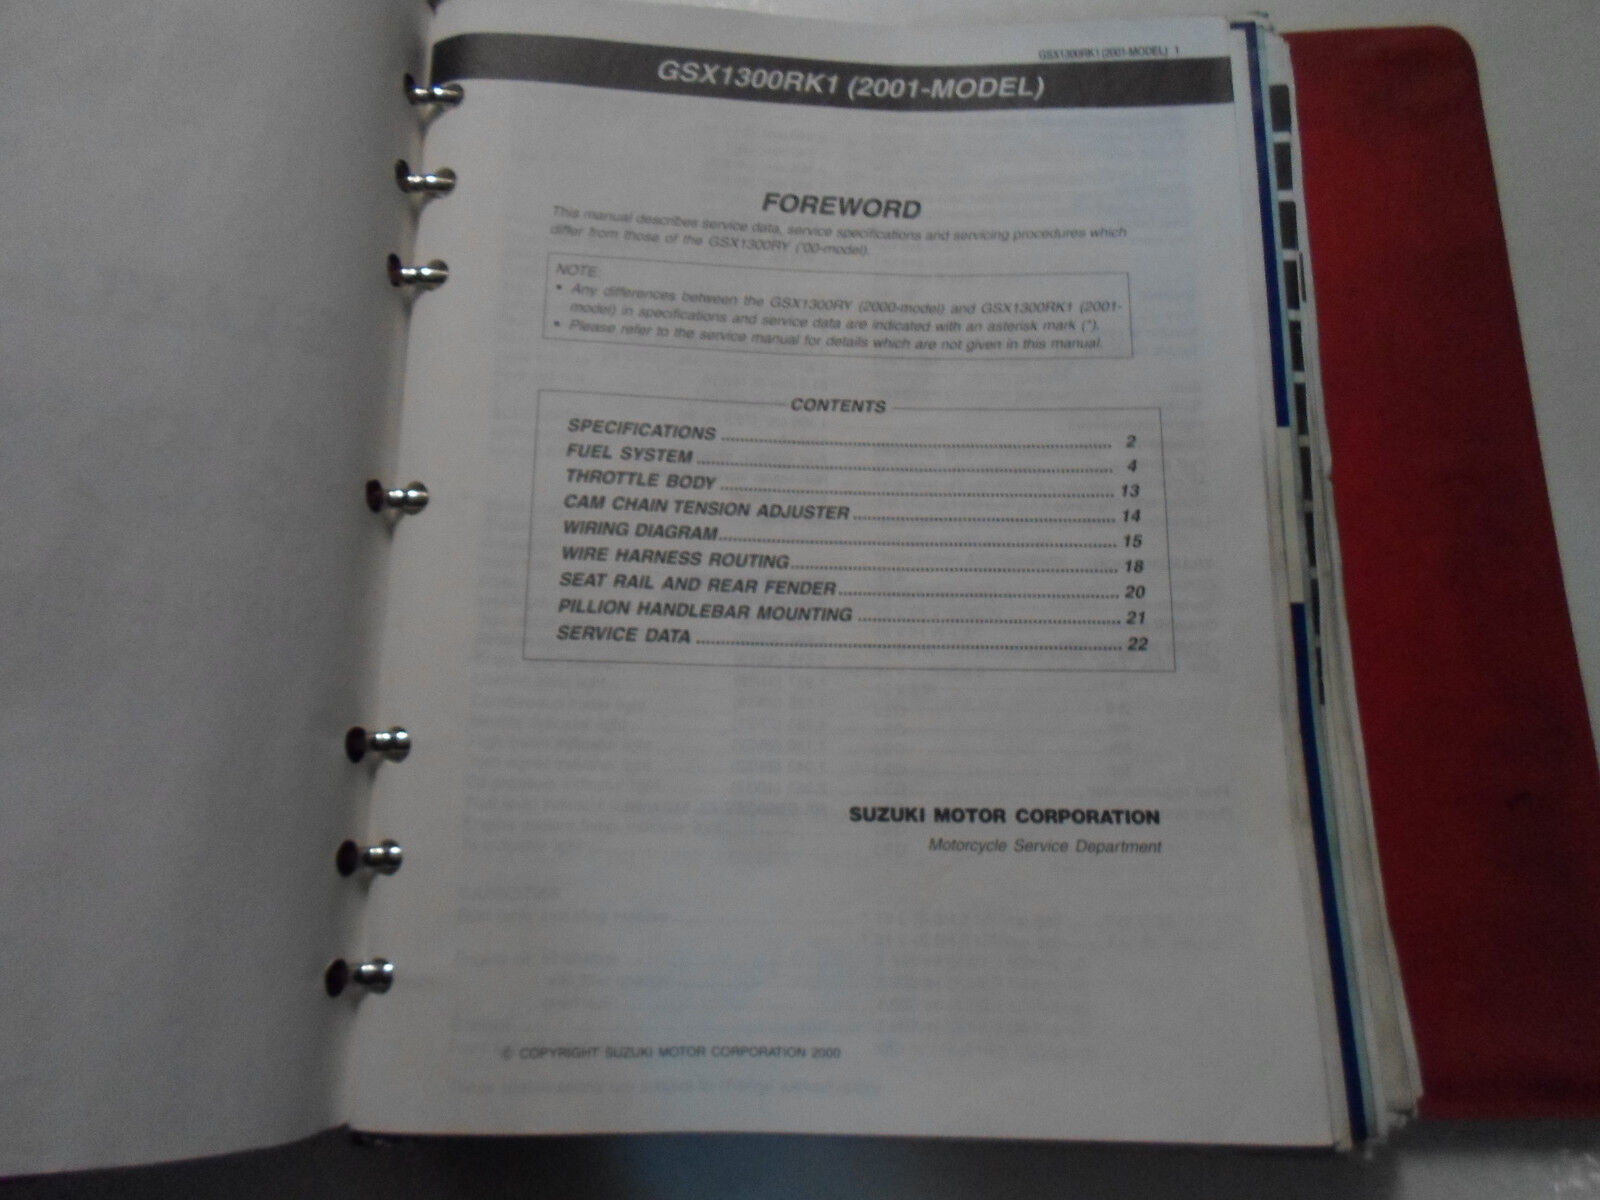 GSX1300RK1 (2001-MODEL) 1
GSX1300RK1 (2001-MODEL)
FOREWORD
This manual describes service data, service specifications and servicing procedures which
differ from those of the GSX1300RY ('00-model).
NOTE:
• Any differences between the GSX1300RY (2000-model) and GSX1300RK1 (2001-
model) in specifications and service data are indicated with an asterisk mark (*).
• Please refer to the service manual for details which are not given in this manual.
CONTENTS
SPECIFICATIONS ........ 2
FUEL SYSTEM ........ 4
THROTTLE BODY ........ 13
CAM CHAIN TENSION ADJUSTER ........ 14
WIRING DIAGRAM ........ 15
WIRE HARNESS ROUTING ........ 18
SEAT RAIL AND REAR FENDER ........ 20
PILLION HANDLEBAR MOUNTING ........ 21
SERVICE DATA ........ 22
SUZUKI MOTOR CORPORATION
Motorcycle Service Department
© COPYRIGHT SUZUKI MOTOR CORPORATION 2000